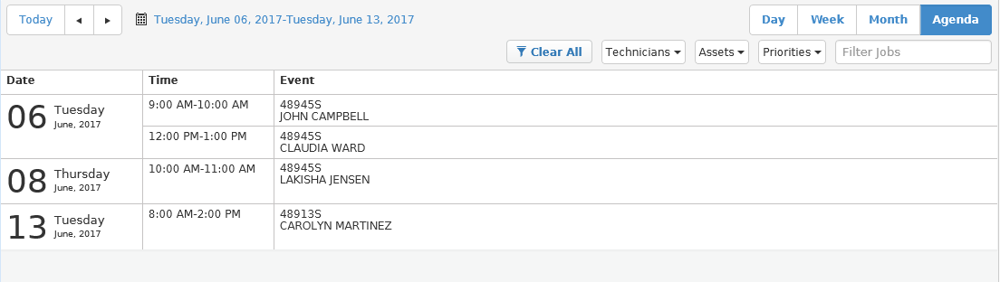 Today ◂ ▸ Tuesday, June 06, 2017-Tuesday, June 13, 2017 Day Week Month Agenda
Clear All Technicians Assets Priorities Filter Jobs
Date Time Event
06 Tuesday
June, 2017
9:00 AM-10:00 AM 48945S
JOHN CAMPBELL
12:00 PM-1:00 PM 48945S
CLAUDIA WARD
08 Thursday
June, 2017
10:00 AM-11:00 AM 48945S
LAKISHA JENSEN
13 Tuesday
June, 2017
8:00 AM-2:00 PM 48913S
CAROLYN MARTINEZ